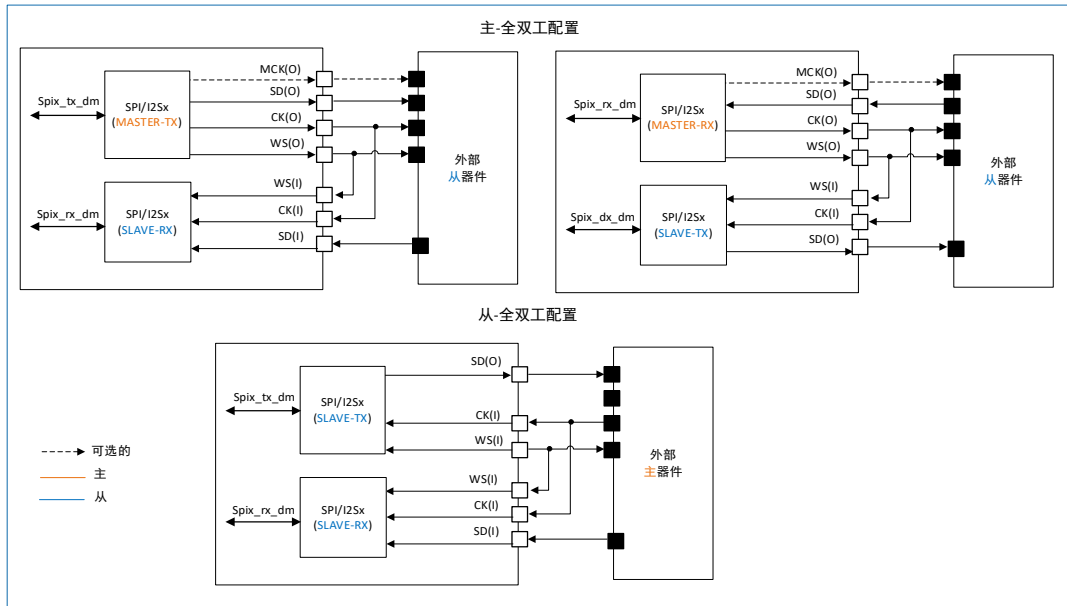 主-全双工配置
MCK(O)
SD(O)
CK(O)
WS(O)
Spix_tx_dm
SPI/I2Sx
(MASTER-TX)
WS(I)
CK(I)
SD(I)
Spix_rx_dm
SPI/I2Sx
(SLAVE-RX)
外部
从器件
MCK(O)
SD(O)
CK(O)
WS(O)
Spix_rx_dm
SPI/I2Sx
(MASTER-RX)
WS(I)
CK(I)
SD(O)
Spix_dx_dm
SPI/I2Sx
(SLAVE-TX)
外部
从器件
从-全双工配置
SD(O)
CK(I)
WS(I)
Spix_tx_dm
SPI/I2Sx
(SLAVE-TX)
WS(I)
CK(I)
SD(I)
Spix_rx_dm
SPI/I2Sx
(SLAVE-RX)
外部
主器件
可选的
主
从